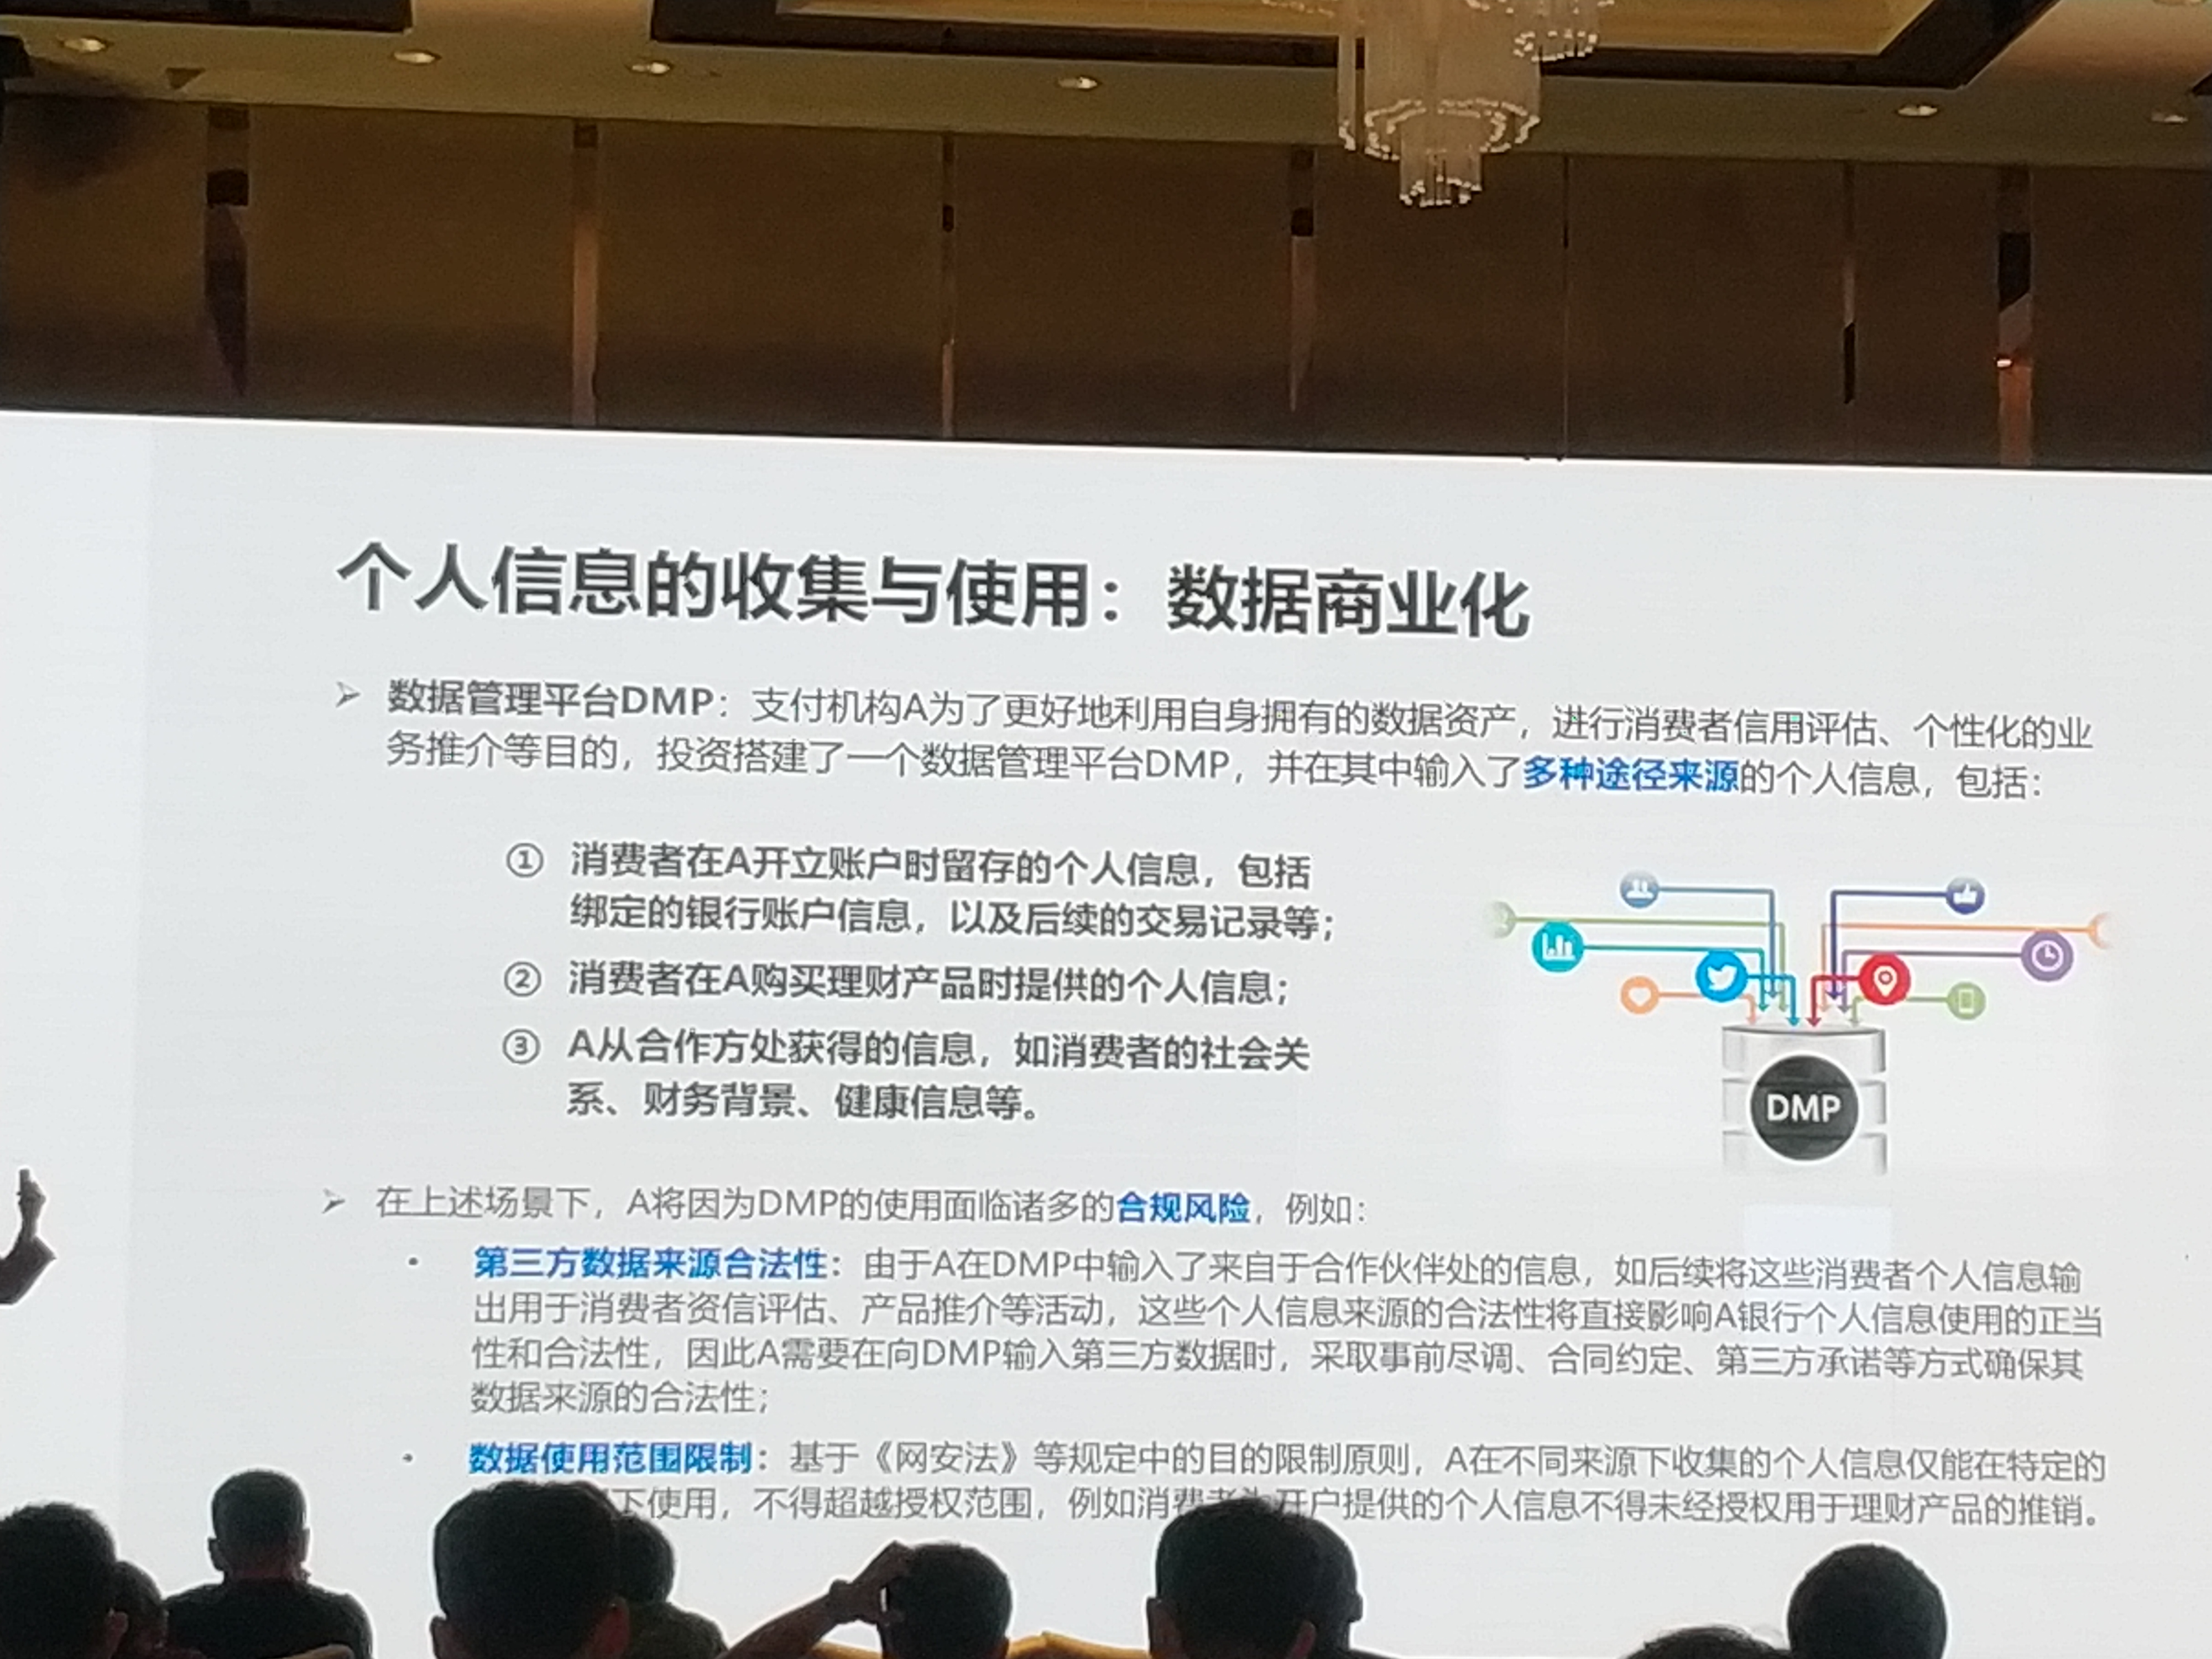 个人信息的收集与使用：数据商业化
数据管理平台DMP：支付机构A为了更好地利用自身拥有的数据资产，进行消费者信用评估、个性化的业
务推介等目的，投资搭建了一个数据管理平台DMP，并在其中输入了多种途径来源的个人信息，包括：
① 消费者在A开立账户时留存的个人信息，包括
绑定的银行账户信息，以及后续的交易记录等；
② 消费者在A购买理财产品时提供的个人信息；
③ A从合作方处获得的信息，如消费者的社会关
系、财务背景、健康信息等。
DMP
在上述场景下，A将因为DMP的使用面临诸多的合规风险，例如：
第三方数据来源合法性：由于A在DMP中输入了来自于合作伙伴处的信息，如后续将这些消费者个人信息输
出用于消费者资信评估、产品推介等活动，这些个人信息来源的合法性将直接影响A银行个人信息使用的正当
性和合法性，因此A需要在向DMP输入第三方数据时，采取事前尽调、合同约定、第三方承诺等方式确保其
数据来源的合法性；
数据使用范围限制：基于《网安法》等规定中的目的限制原则，A在不同来源下收集的个人信息仅能在特定的
下使用，不得超越授权范围，例如消费者为开户提供的个人信息不得未经授权用于理财产品的推销。